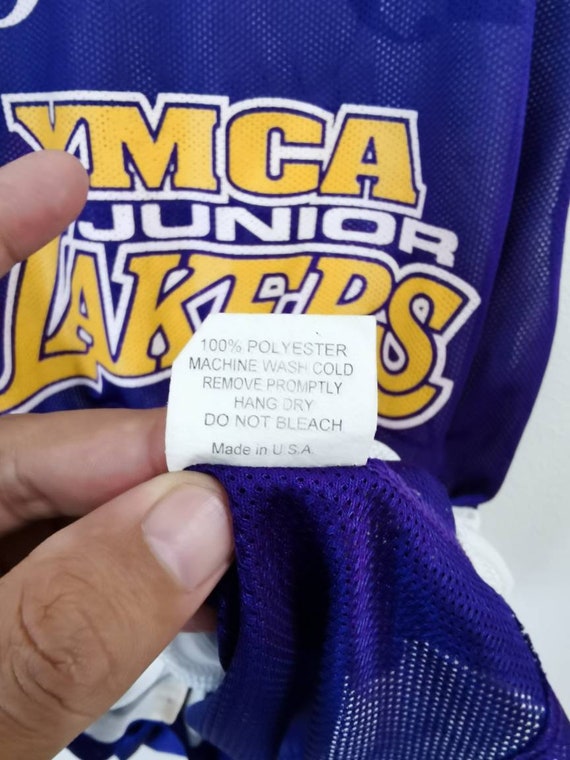 YMCA
JUNIOR
LAKERS
100% POLYESTER
MACHINE WASH COLD
REMOVE PROMPTLY
HANG DRY
DO NOT BLEACH
Made in U.S.A.